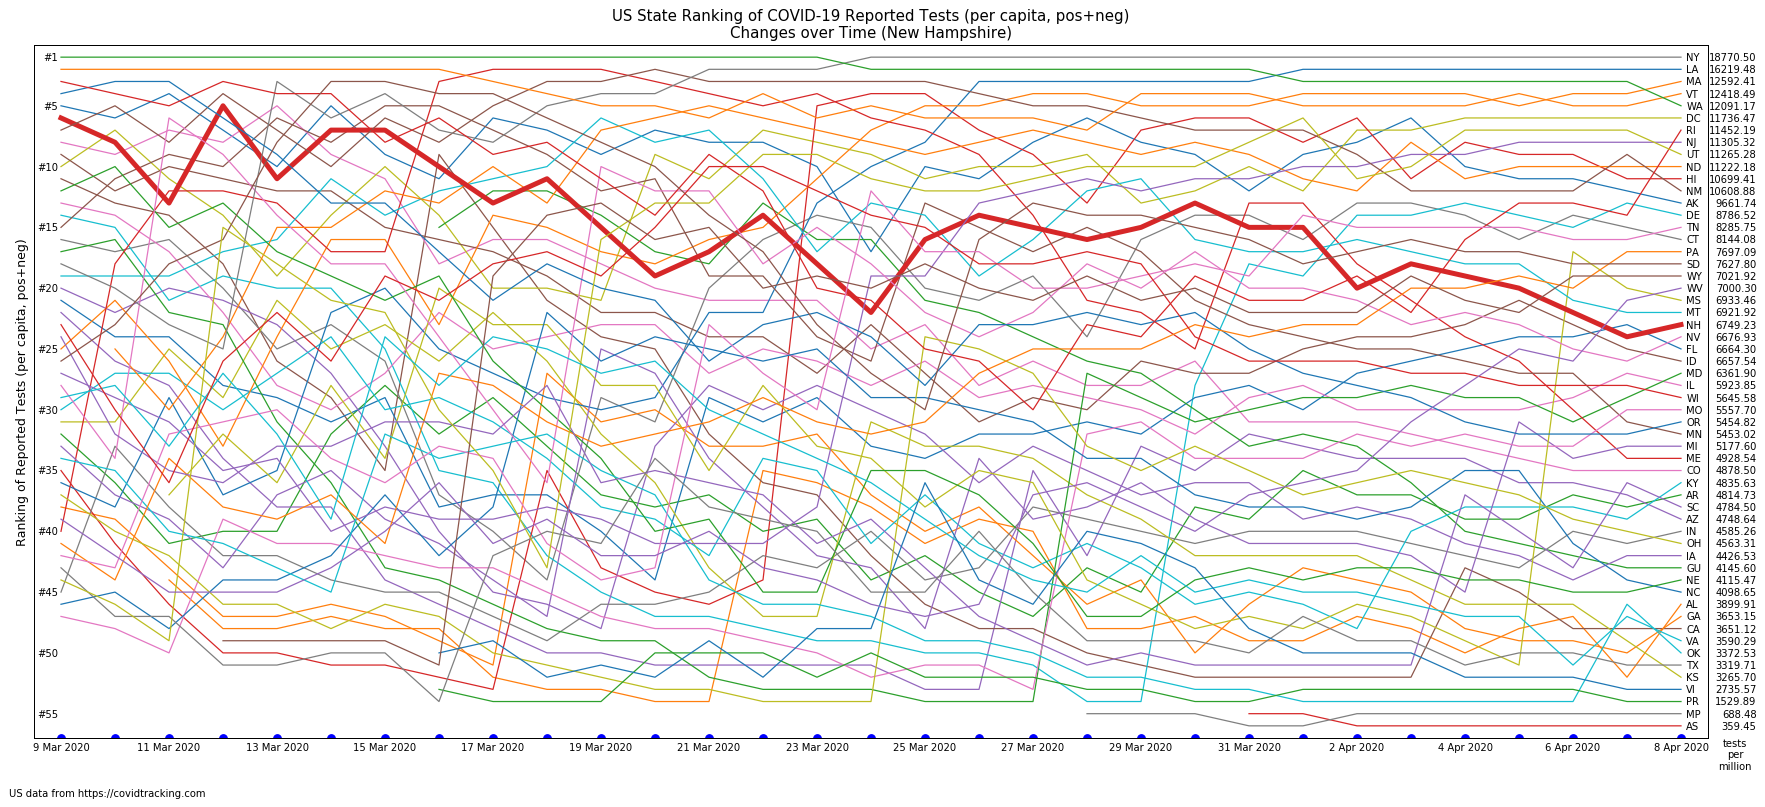 US State Ranking of COVID-19 Reported Tests (per capita, pos+neg)
Changes over Time (New Hampshire)
Ranking of Reported Tests (per capita, pos+neg)
#1
#5
#10
#15
#20
#25
#30
#35
#40
#45
#50
#55
NY 18770.50
LA 16219.48
MA 12592.41
VT 12418.49
WA 12091.17
DC 11736.47
RI 11452.19
NJ 11305.32
UT 11265.28
ND 11222.18
HI 10699.41
NM 10608.88
AK 9661.74
DE 8786.52
TN 8285.75
CT 8144.08
PA 7697.09
SD 7627.80
WY 7021.92
WV 7000.30
MS 6933.46
MT 6921.92
NH 6749.23
NV 6676.93
FL 6664.30
ID 6657.54
MD 6361.90
IL 5923.85
WI 5645.58
MO 5557.70
OR 5454.82
MN 5453.02
MI 5177.60
ME 4928.54
CO 4878.50
KY 4835.63
AR 4814.73
SC 4784.50
AZ 4748.64
IN 4585.26
OH 4563.31
IA 4426.53
GU 4145.60
NE 4115.47
NC 4098.65
AL 3899.91
GA 3653.15
CA 3651.12
VA 3590.29
OK 3372.53
TX 3319.71
KS 3265.70
VI 2735.57
PR 1529.89
MP 688.48
AS 359.45
9 Mar 2020 11 Mar 2020 13 Mar 2020 15 Mar 2020 17 Mar 2020 19 Mar 2020 21 Mar 2020 23 Mar 2020 25 Mar 2020 27 Mar 2020 29 Mar 2020 31 Mar 2020 2 Apr 2020 4 Apr 2020 6 Apr 2020 8 Apr 2020
tests
per
million
US data from https://covidtracking.com